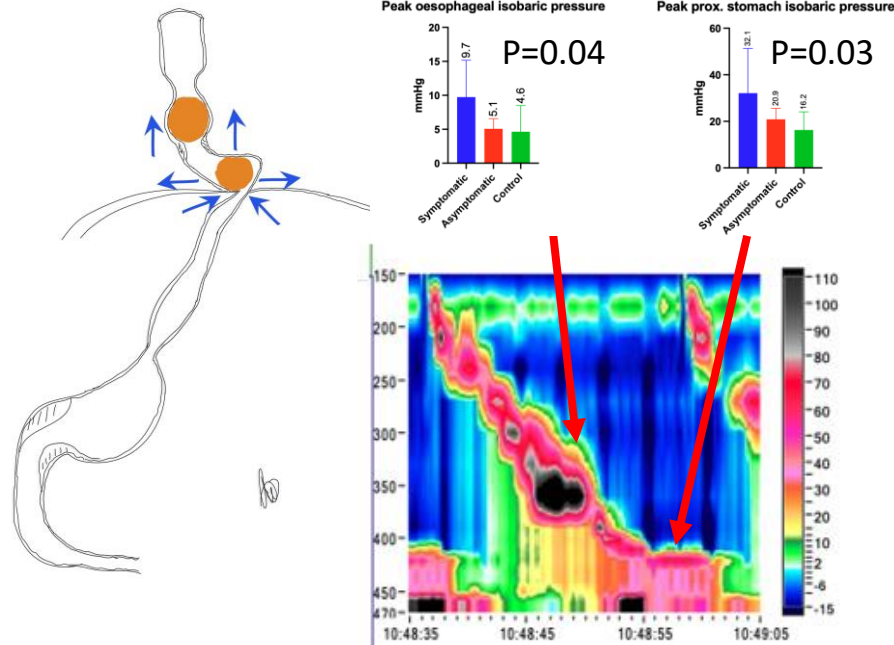 Peak oesophageal isobaric pressure
P=0.04
mmHg
20
15
10
5
0
9.7
5.1
4.6
Symptomatic
Asymptomatic
Control
Peak prox. stomach isobaric pressure
P=0.03
mmHg
60
40
20
0
32.1
20.9
16.2
Symptomatic
Asymptomatic
Control
150
200
250
300
350
400
450
470
10:48:35 10:48:45 10:48:55 10:49:05
110
100
90
80
70
60
50
40
30
20
10
2
-6
-15